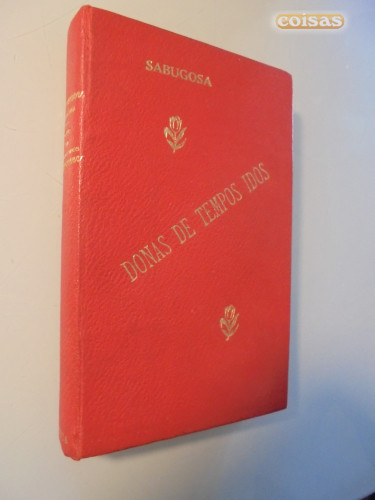 coisas
SABUGOSA
DONAS DE TEMPOS IDOS